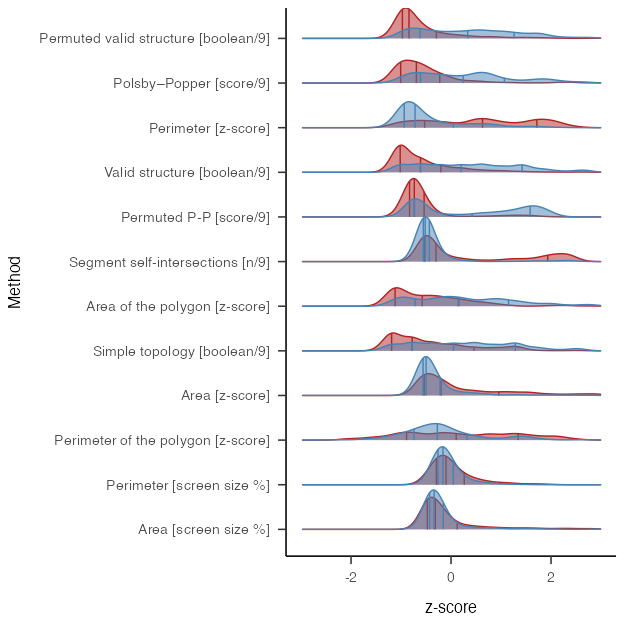 Permuted valid structure [boolean/9]
Polsby−Popper [score/9]
Perimeter [z-score]
Valid structure [boolean/9]
Permuted P-P [score/9]
Segment self-intersections [n/9]
Area of the polygon [z-score]
Simple topology [boolean/9]
Area [z-score]
Perimeter of the polygon [z-score]
Perimeter [screen size %]
Area [screen size %]
Method
-2 0 2
z-score